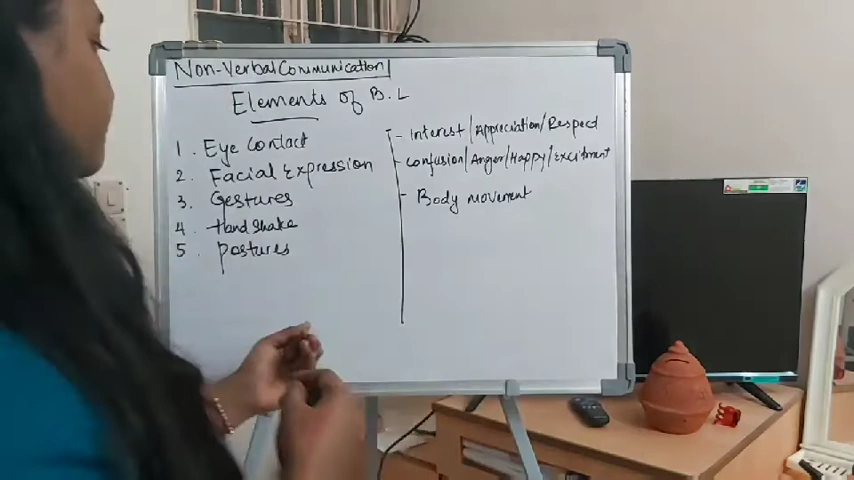 Non-Verbal Communication
Elements of B.L
1. Eye Contact - interest/Appreciation/Respect
2. Facial Expression - confusion/Anger/Happy/Excitment
3. Gestures - Body movement
4. Hand Shake
5. postures